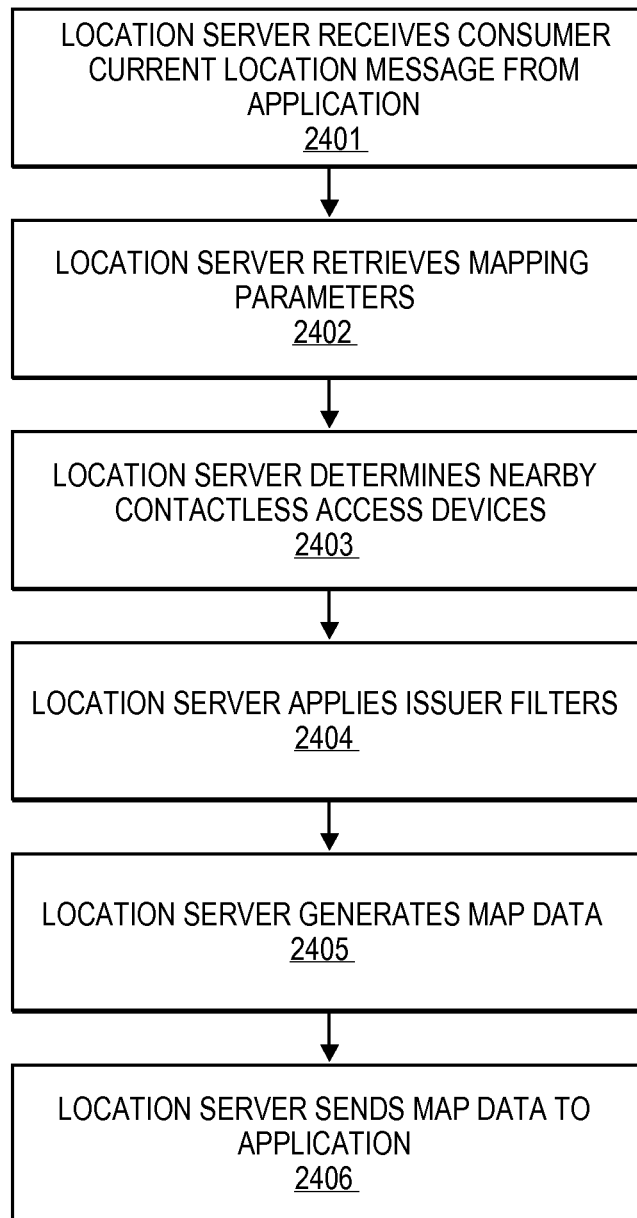 LOCATION SERVER RECEIVES CONSUMER
CURRENT LOCATION MESSAGE FROM
APPLICATION
2401
LOCATION SERVER RETRIEVES MAPPING
PARAMETERS
2402
LOCATION SERVER DETERMINES NEARBY
CONTACTLESS ACCESS DEVICES
2403
LOCATION SERVER APPLIES ISSUER FILTERS
2404
LOCATION SERVER GENERATES MAP DATA
2405
LOCATION SERVER SENDS MAP DATA TO
APPLICATION
2406